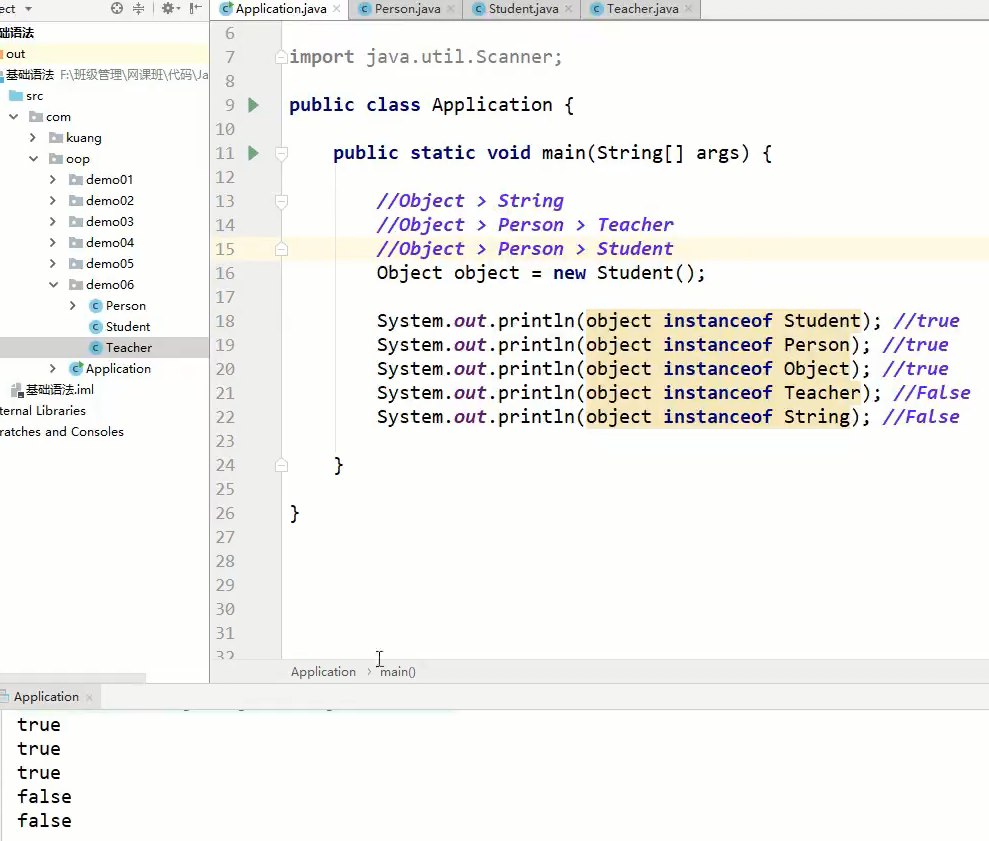 ect
Application.java Person.java Student.java Teacher.java
础语法
out
基础语法 F:\班级管理\网课班\代码\Ja
src
com
kuang
oop
demo01
demo02
demo03
demo04
demo05
demo06
Person
Student
Teacher
Application
基础语法.iml
ternal Libraries
ratches and Consoles
6
7 import java.util.Scanner;
8
9 public class Application {
10
11 public static void main(String[] args) {
12
13 //Object > String
14 //Object > Person > Teacher
15 //Object > Person > Student
16 Object object = new Student();
17
18 System.out.println(object instanceof Student); //true
19 System.out.println(object instanceof Person); //true
20 System.out.println(object instanceof Object); //true
21 System.out.println(object instanceof Teacher); //False
22 System.out.println(object instanceof String); //False
23
24 }
25
26 }
27
28
29
30
31
32
Application › main()
Application
true
true
true
false
false